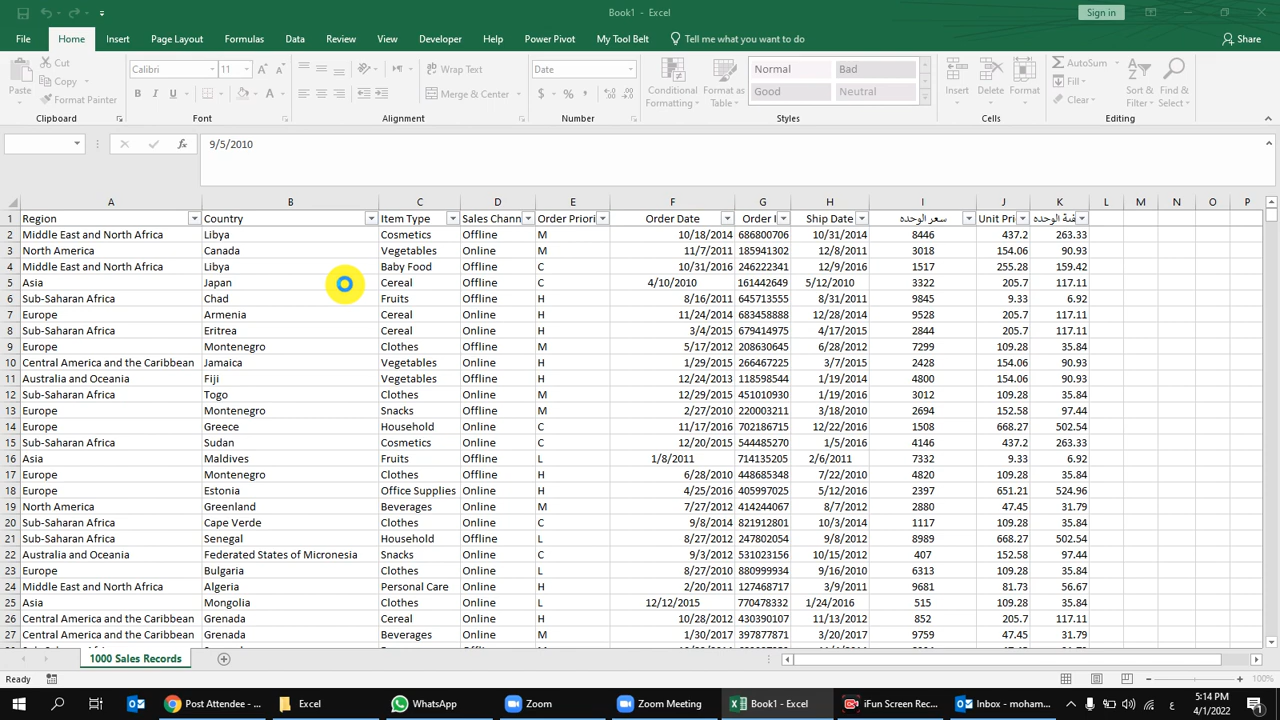 Book1 - Excel Sign in
File Home Insert Page Layout Formulas Data Review View Developer Help Power Pivot My Tool Belt Tell me what you want to do Share
Paste Cut Calibri 11 Wrap Text Date Conditional Formatting Format as Table Normal Bad Insert Delete Format AutoSum Sort & Filter Find & Select
Copy Fill
Format Painter B I U A Merge & Center $ % Good Neutral Clear
Clipboard Font Alignment Number Styles Cells Editing
fx 9/5/2010
A B C D E F G H I J K L M N O P
1 Region Country Item Type Sales Chann Order Priori Order Date Order I Ship Date سعر الوحده Unit Pri الوحده
2 Middle East and North Africa Libya Cosmetics Offline M 10/18/2014 686800706 10/31/2014 8446 437.2 263.33
3 North America Canada Vegetables Online M 11/7/2011 185941302 12/8/2011 3018 154.06 90.93
4 Middle East and North Africa Libya Baby Food Offline C 10/31/2016 246222341 12/9/2016 1517 255.28 159.42
5 Asia Japan Cereal Offline C 4/10/2010 161442649 5/12/2010 3322 205.7 117.11
6 Sub-Saharan Africa Chad Fruits Offline H 8/16/2011 645713555 8/31/2011 9845 9.33 6.92
7 Europe Armenia Cereal Online H 11/24/2014 683458888 12/28/2014 9528 205.7 117.11
8 Sub-Saharan Africa Eritrea Cereal Online H 3/4/2015 679414975 4/17/2015 2844 205.7 117.11
9 Europe Montenegro Clothes Offline M 5/17/2012 208630645 6/28/2012 7299 109.28 35.84
10 Central America and the Caribbean Jamaica Vegetables Online H 1/29/2015 266467225 3/7/2015 2428 154.06 90.93
11 Australia and Oceania Fiji Vegetables Offline H 12/24/2013 118598544 1/19/2014 4800 154.06 90.93
12 Sub-Saharan Africa Togo Clothes Online M 12/29/2015 451010930 1/19/2016 3012 109.28 35.84
13 Europe Montenegro Snacks Offline M 2/27/2010 220003211 3/18/2010 2694 152.58 97.44
14 Europe Greece Household Online C 11/17/2016 702186715 12/22/2016 1508 668.27 502.54
15 Sub-Saharan Africa Sudan Cosmetics Online C 12/20/2015 544485270 1/5/2016 4146 437.2 263.33
16 Asia Maldives Fruits Offline L 1/8/2011 714135205 2/6/2011 7332 9.33 6.92
17 Europe Montenegro Clothes Offline H 6/28/2010 448685348 7/22/2010 4820 109.28 35.84
18 Europe Estonia Office Supplies Online H 4/25/2016 405997025 5/12/2016 2397 651.21 524.96
19 North America Greenland Beverages Online M 7/27/2012 414244067 8/7/2012 2880 47.45 31.79
20 Sub-Saharan Africa Cape Verde Clothes Online C 9/8/2014 821912801 10/3/2014 1117 109.28 35.84
21 Sub-Saharan Africa Senegal Household Offline L 8/27/2012 247802054 9/8/2012 8989 668.27 502.54
22 Australia and Oceania Federated States of Micronesia Snacks Online C 9/3/2012 531023156 10/15/2012 407 152.58 97.44
23 Europe Bulgaria Clothes Online L 8/27/2010 880999934 9/16/2010 6313 109.28 35.84
24 Middle East and North Africa Algeria Personal Care Online H 2/20/2011 127468717 3/9/2011 9681 81.73 56.67
25 Asia Mongolia Clothes Online L 12/12/2015 770478332 1/24/2016 515 109.28 35.84
26 Central America and the Caribbean Grenada Cereal Online H 10/28/2012 430390107 11/13/2012 852 205.7 117.11
27 Central America and the Caribbean Grenada Beverages Online M 1/30/2017 397877871 3/20/2017 9759 47.45 31.79
1000 Sales Records
Ready 100%
Post Attendee - ... Excel WhatsApp Zoom Zoom Meeting Book1 - Excel iFun Screen Rec... Inbox - moham... ع 5:14 PM
4/1/2022